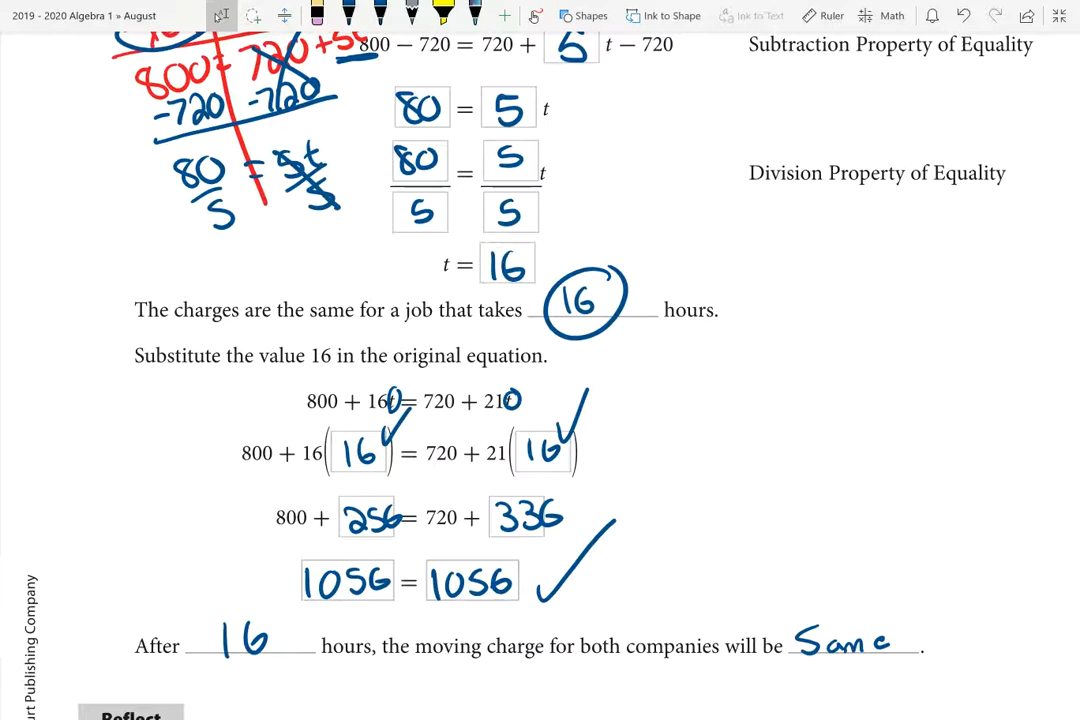 2019 - 2020 Algebra 1 » August
Shapes Ink to Shape Ink to Text Ruler Math
800 = 720 + 5t
-720 -720
80 = 5t
5 5
800 − 720 = 720 + 5 t − 720 Subtraction Property of Equality
80 = 5 t
80 = 5 t Division Property of Equality
5 5
t = 16
The charges are the same for a job that takes 16 hours.
Substitute the value 16 in the original equation.
800 + 16t = 720 + 21t
800 + 16( 16 ) = 720 + 21( 16 )
800 + 256 = 720 + 336
1056 = 1056
After 16 hours, the moving charge for both companies will be Same .
Reflect
urt Publishing Company